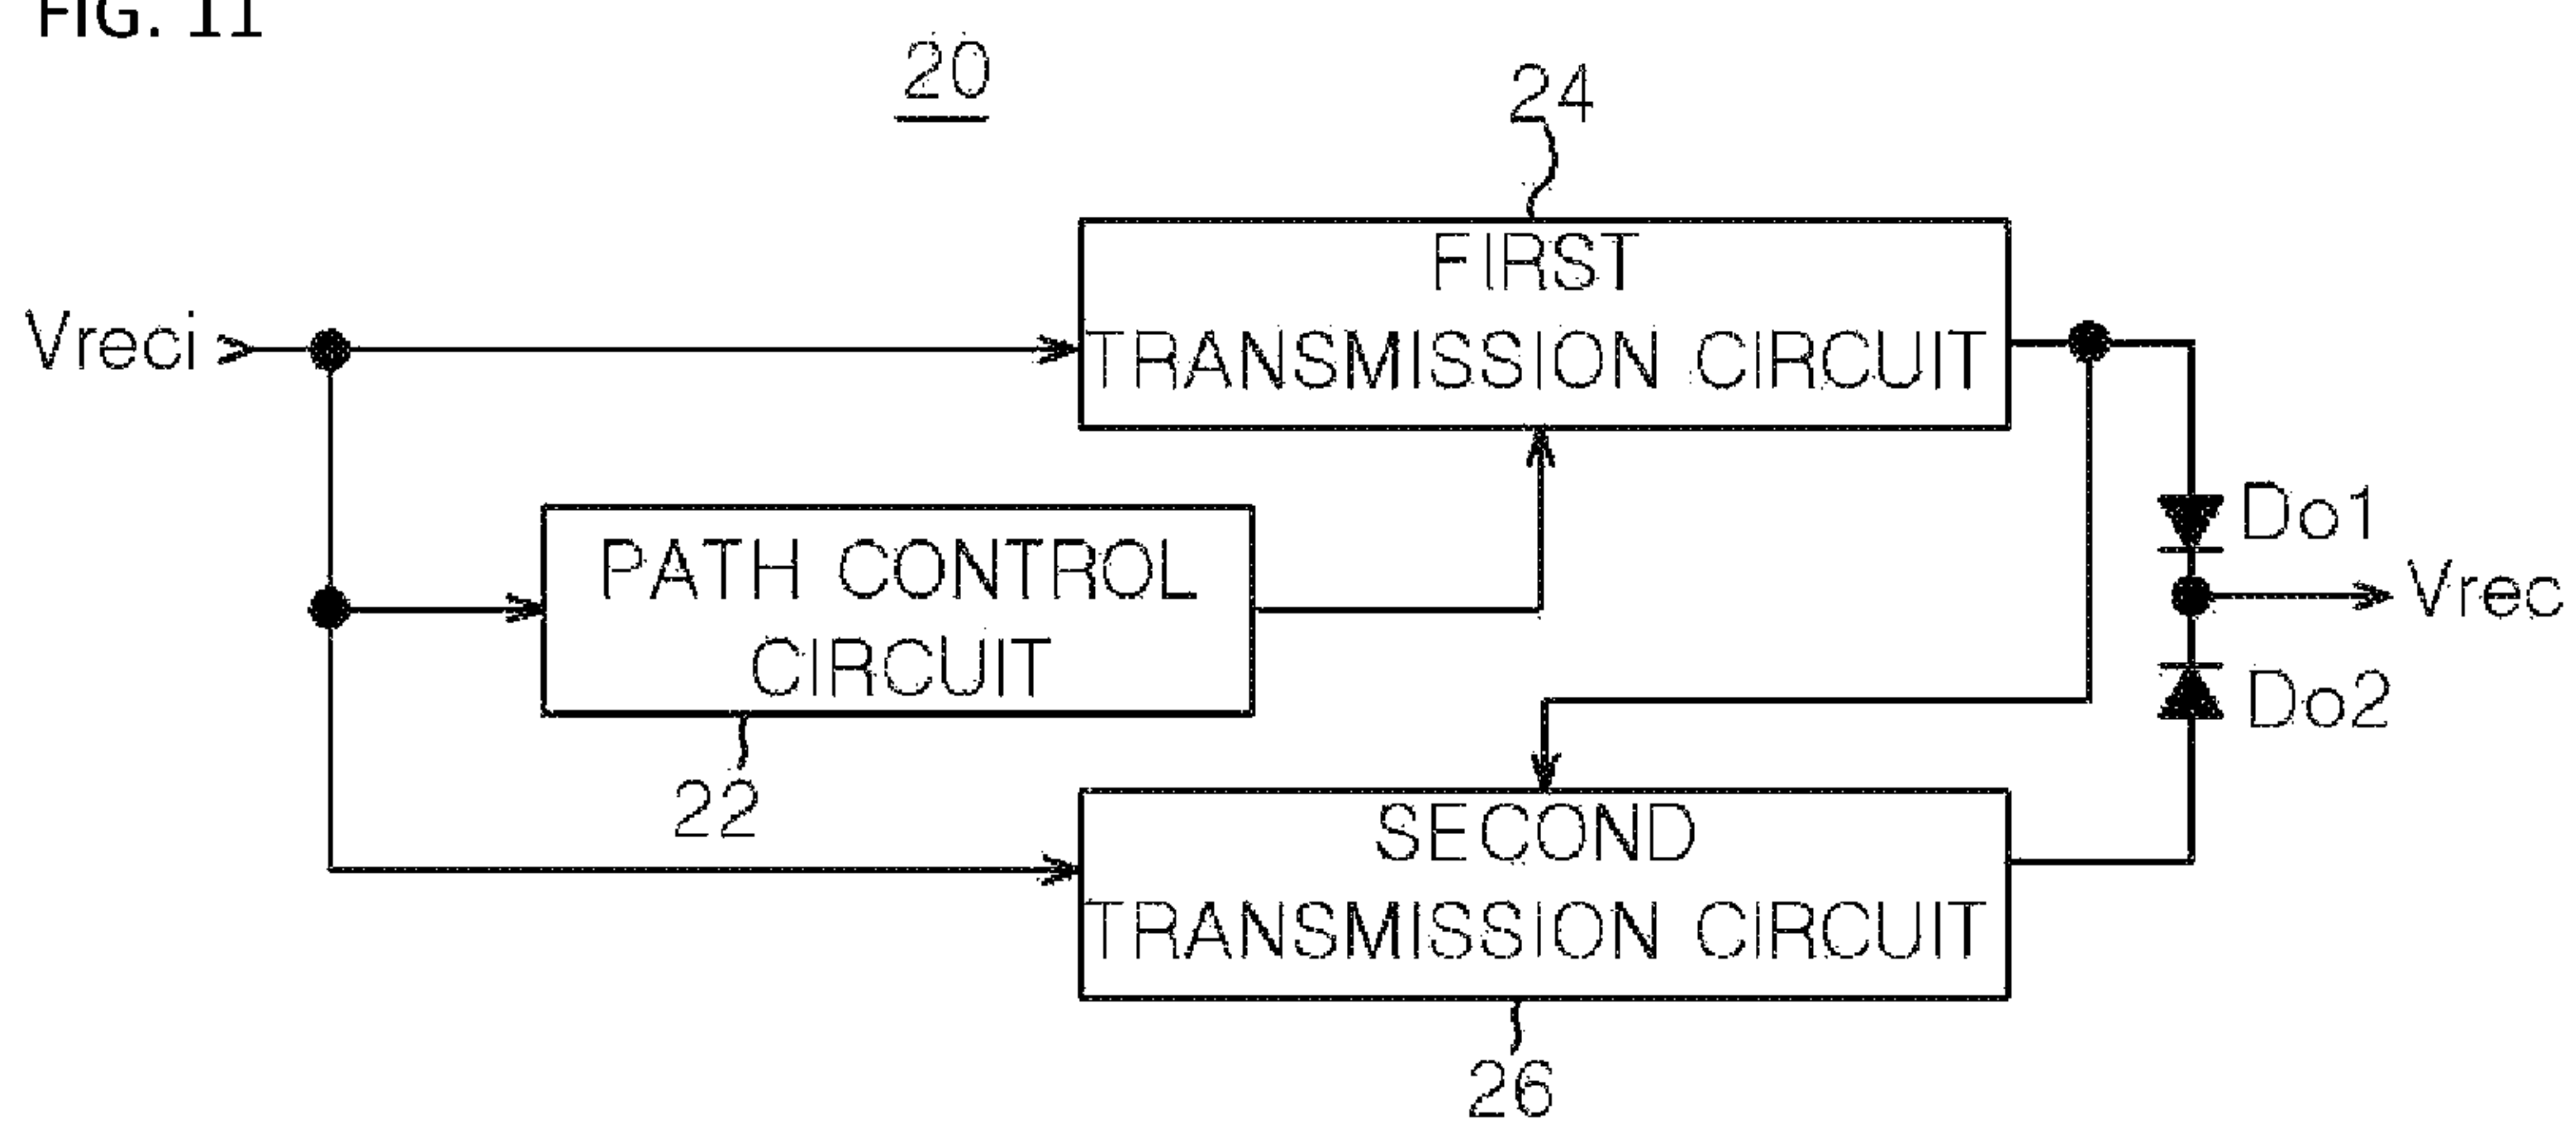 FIG. 11
20
24
FIRST
TRANSMISSION CIRCUIT
Vreci
Do1
PATH CONTROL
CIRCUIT
Vrec
Do2
22
SECOND
TRANSMISSION CIRCUIT
26